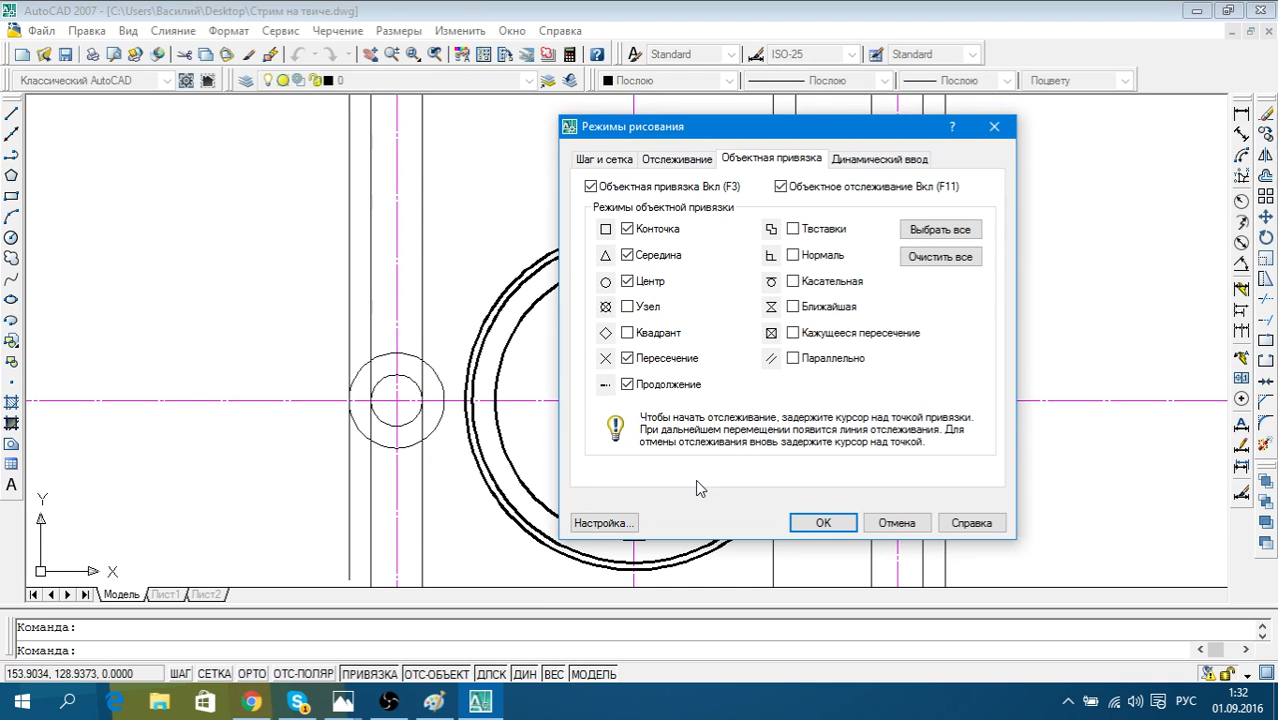 AutoCAD 2007 - [C:\Users\Василий\Desktop\Стрим на твиче.dwg]
Файл Правка Вид Слияние Формат Сервис Черчение Размеры Изменить Окно Справка
Standard ISO-25 Standard
Классический AutoCAD 0 Послою Послою Послою Поцвету
Режимы рисования
Шаг и сетка Отслеживание Объектная привязка Динамический ввод
Объектная привязка Вкл (F3) Объектное отслеживание Вкл (F11)
Режимы объектной привязки
Конточка Твставки Выбрать все
Середина Нормаль Очистить все
Центр Касательная
Узел Ближайшая
Квадрант Кажущееся пересечение
Пересечение Параллельно
Продолжение
Чтобы начать отслеживание, задержите курсор над точкой привязки.
При дальнейшем перемещении появится линия отслеживания. Для
отмены отслеживания вновь задержите курсор над точкой.
Настройка... OK Отмена Справка
Y
X
Модель Лист1 Лист2
Команда:
Команда:
153.9034, 128.9373, 0.0000 ШАГ СЕТКА ОРТО ОТС-ПОЛЯР ПРИВЯЗКА ОТС-ОБЪЕКТ ДПСК ДИН ВЕС МОДЕЛЬ
РУС
1:32
01.09.2016